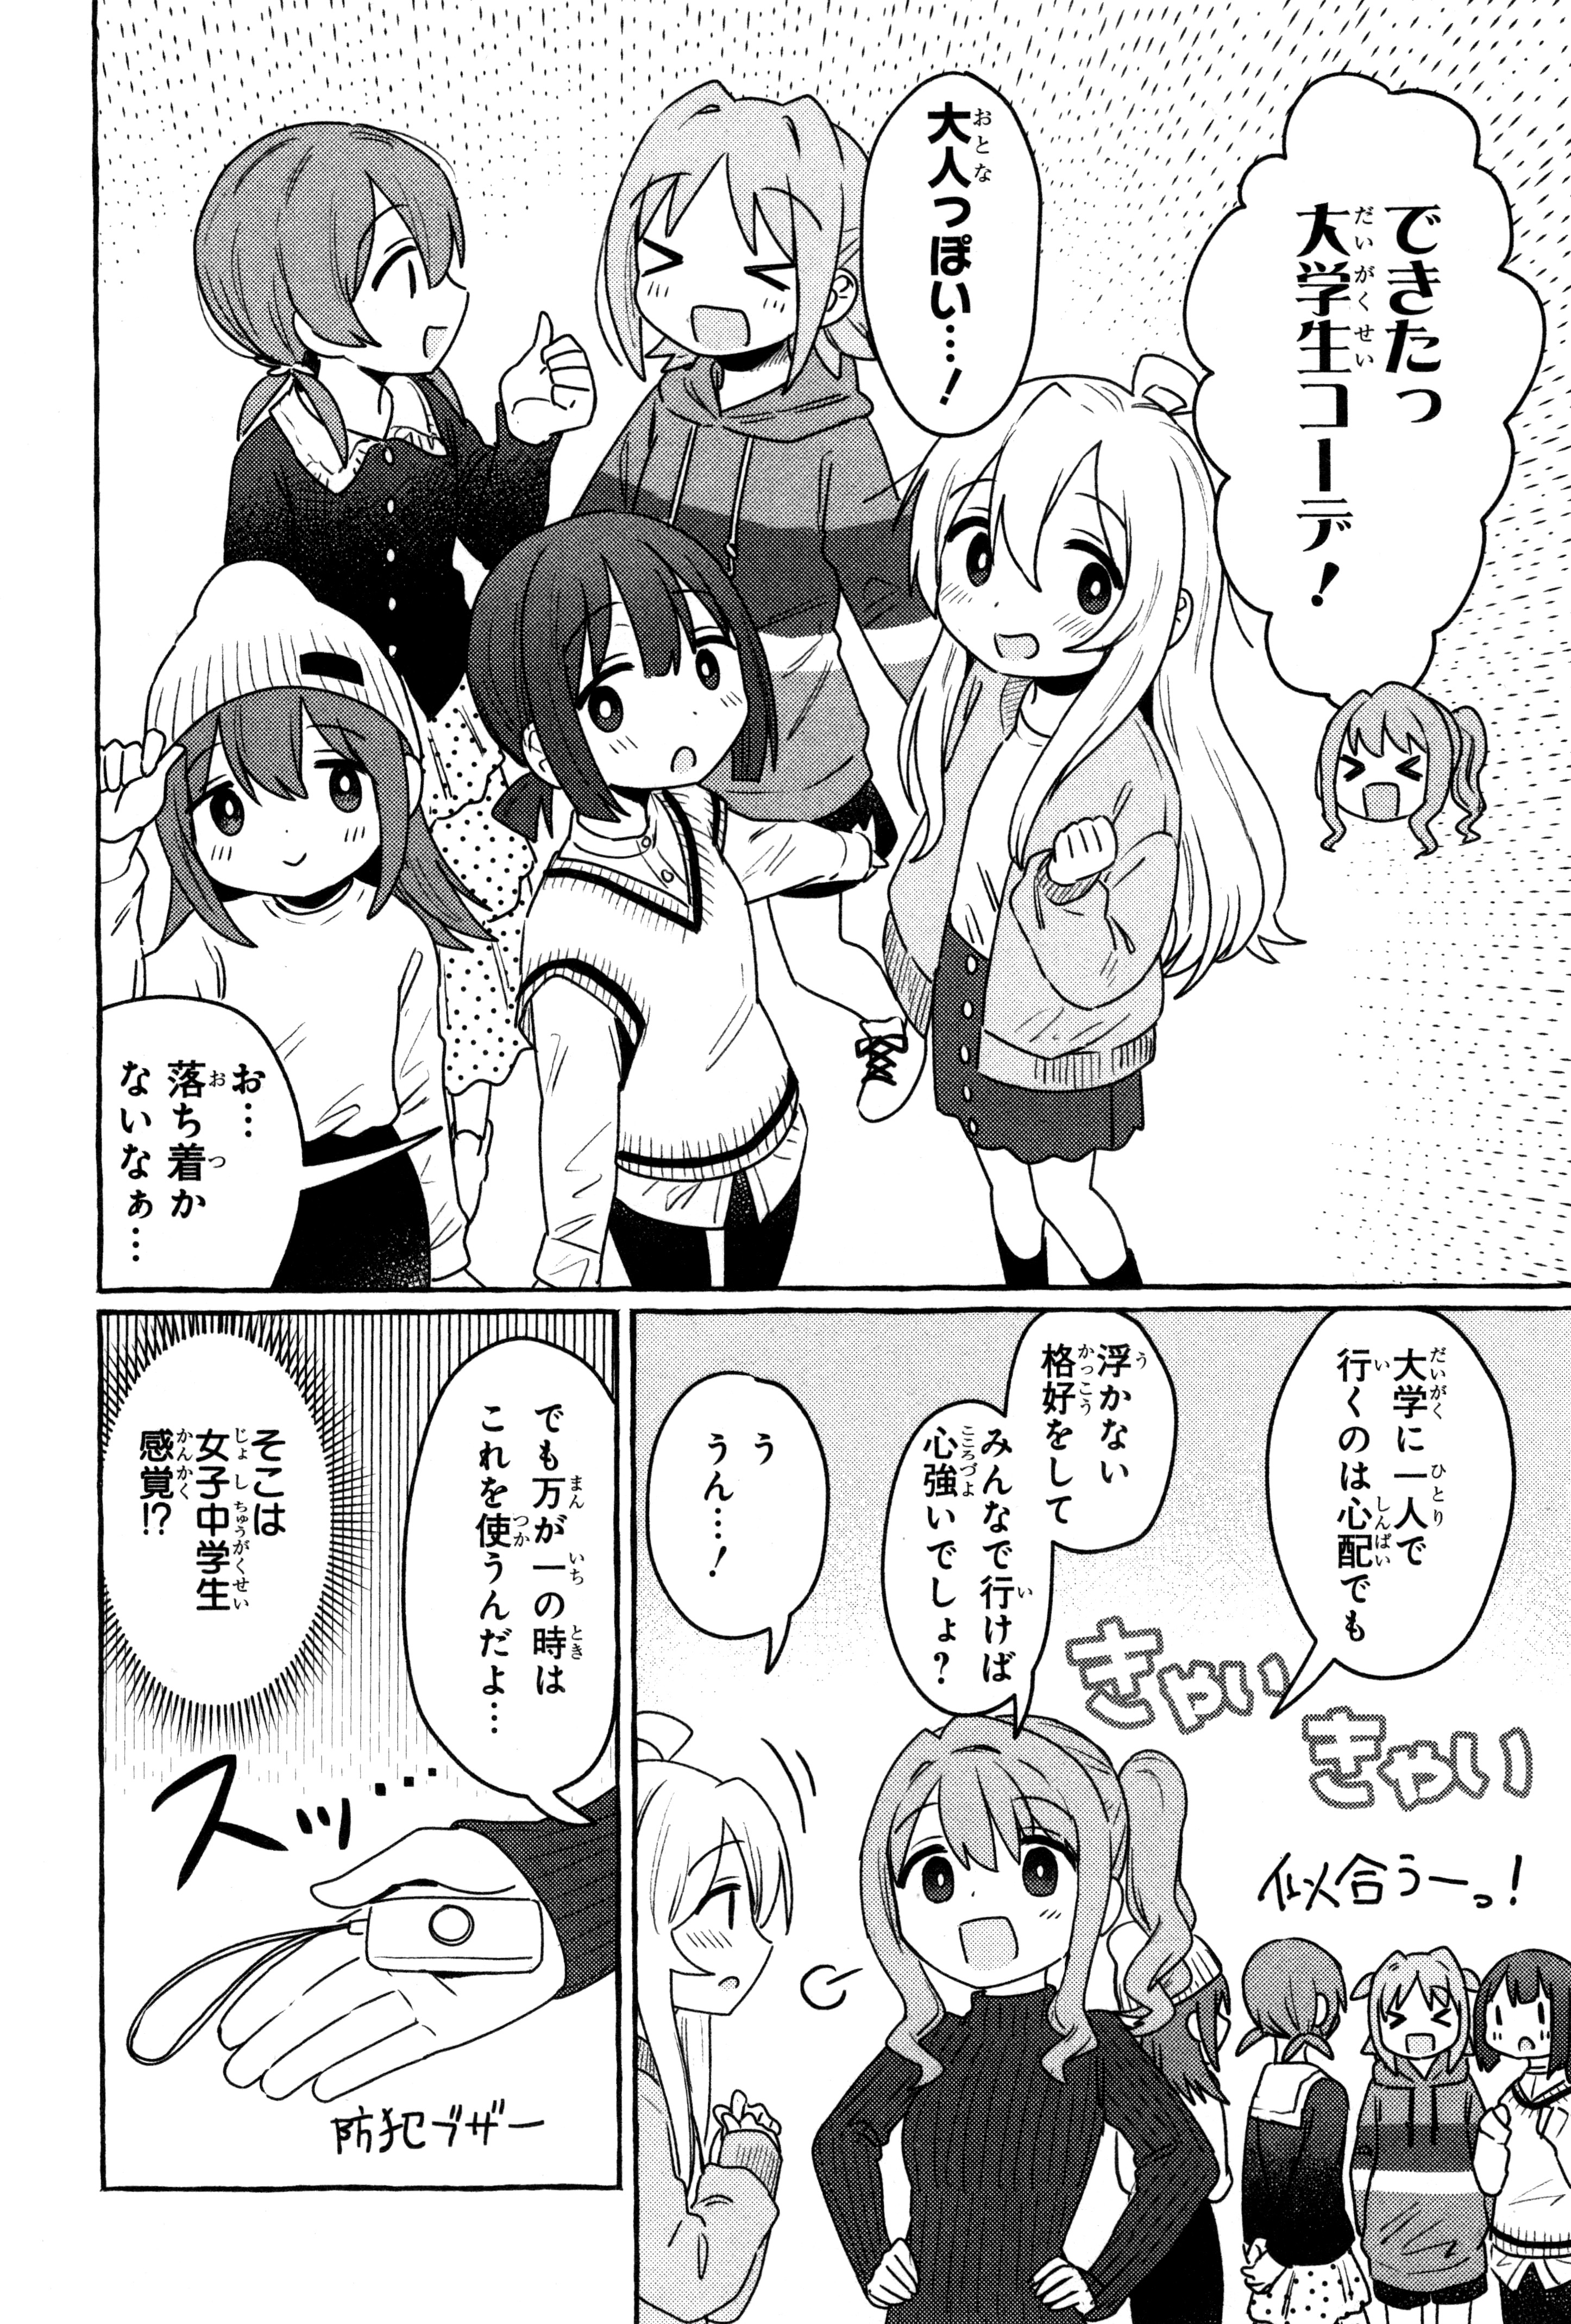 できたっ
大学生コーデ！
大人っぽい…！
お…
落ち着か
ないなぁ…
大学に一人で
行くのは心配でも
浮かない
格好をして
みんなで行けば
心強いでしょ？
う
うん…！
きゃい
きゃい
似合うーっ！
でも万が一の時は
これを使うんだよ…
そこは
女子中学生
感覚!?
スッ…
防犯ブザー